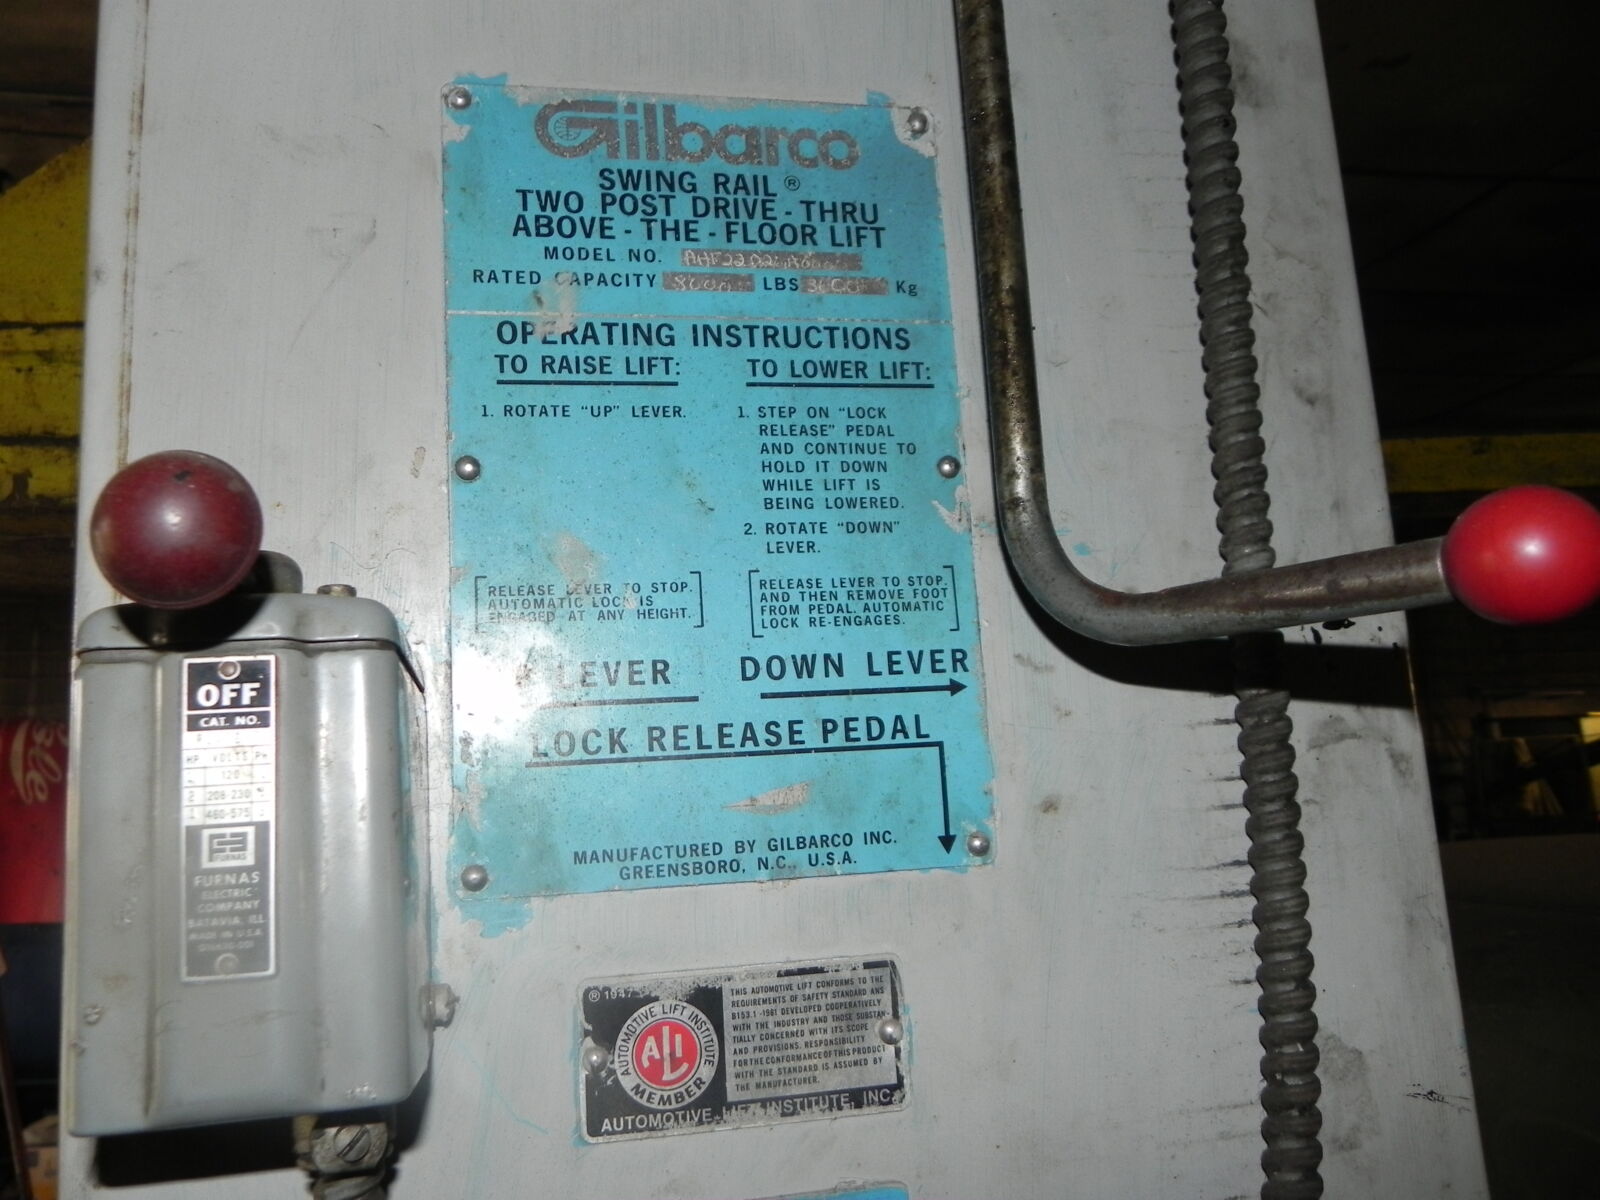 Gilbarco
SWING RAIL ®
TWO POST DRIVE - THRU
ABOVE - THE - FLOOR LIFT
MODEL NO.
RATED CAPACITY 8000 LBS 3600 Kg
OPERATING INSTRUCTIONS
TO RAISE LIFT:
1. ROTATE "UP" LEVER.
[RELEASE LEVER TO STOP.
AUTOMATIC LOCK IS
ENGAGED AT ANY HEIGHT.]
TO LOWER LIFT:
1. STEP ON "LOCK
RELEASE" PEDAL
AND CONTINUE TO
HOLD IT DOWN
WHILE LIFT IS
BEING LOWERED.
2. ROTATE "DOWN"
LEVER.
[RELEASE LEVER TO STOP.
AND THEN REMOVE FOOT
FROM PEDAL. AUTOMATIC
LOCK RE-ENGAGES.]
LEVER
DOWN LEVER
LOCK RELEASE PEDAL
MANUFACTURED BY GILBARCO INC.
GREENSBORO, N.C., U.S.A.
OFF
CAT. NO.
HP VOLTS PH
120
2 208-230
460-575
FURNAS
FURNAS
ELECTRIC
COMPANY
BATAVIA, ILL.
MADE IN U.S.A.
® 1947
AUTOMOTIVE LIFT INSTITUTE
ALI
MEMBER
THIS AUTOMOTIVE LIFT CONFORMS TO THE
REQUIREMENTS OF SAFETY STANDARD ANS
B153.1 -1981 DEVELOPED COOPERATIVELY
WITH THE INDUSTRY AND THOSE SUBSTAN-
TIALLY CONCERNED WITH ITS SCOPE
AND PROVISIONS. RESPONSIBILITY
FOR THE CONFORMANCE OF THIS PRODUCT
WITH THE STANDARD IS ASSUMED BY
THE MANUFACTURER.
AUTOMOTIVE LIFT INSTITUTE, INC.